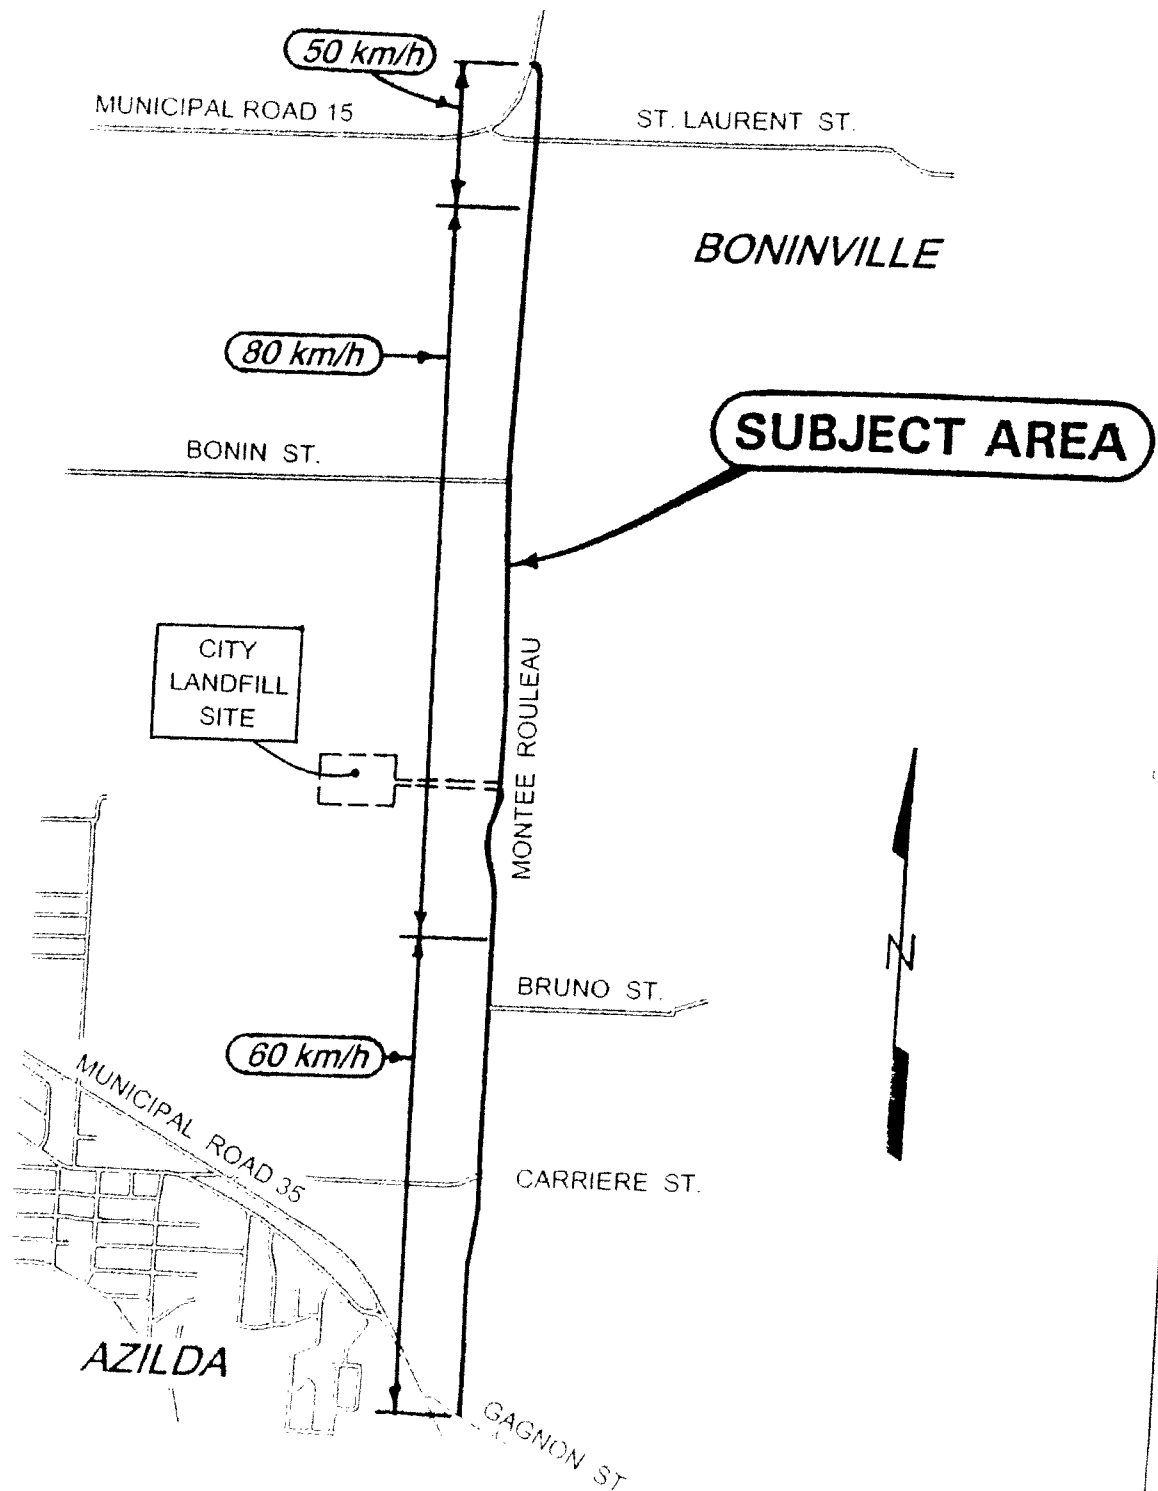 50 km/h
MUNICIPAL ROAD 15
ST. LAURENT ST.
BONINVILLE
80 km/h
SUBJECT AREA
BONIN ST.
CITY
LANDFILL
SITE
MONTEE ROULEAU
N
BRUNO ST.
60 km/h
MUNICIPAL ROAD 35
CARRIERE ST.
AZILDA
GAGNON ST